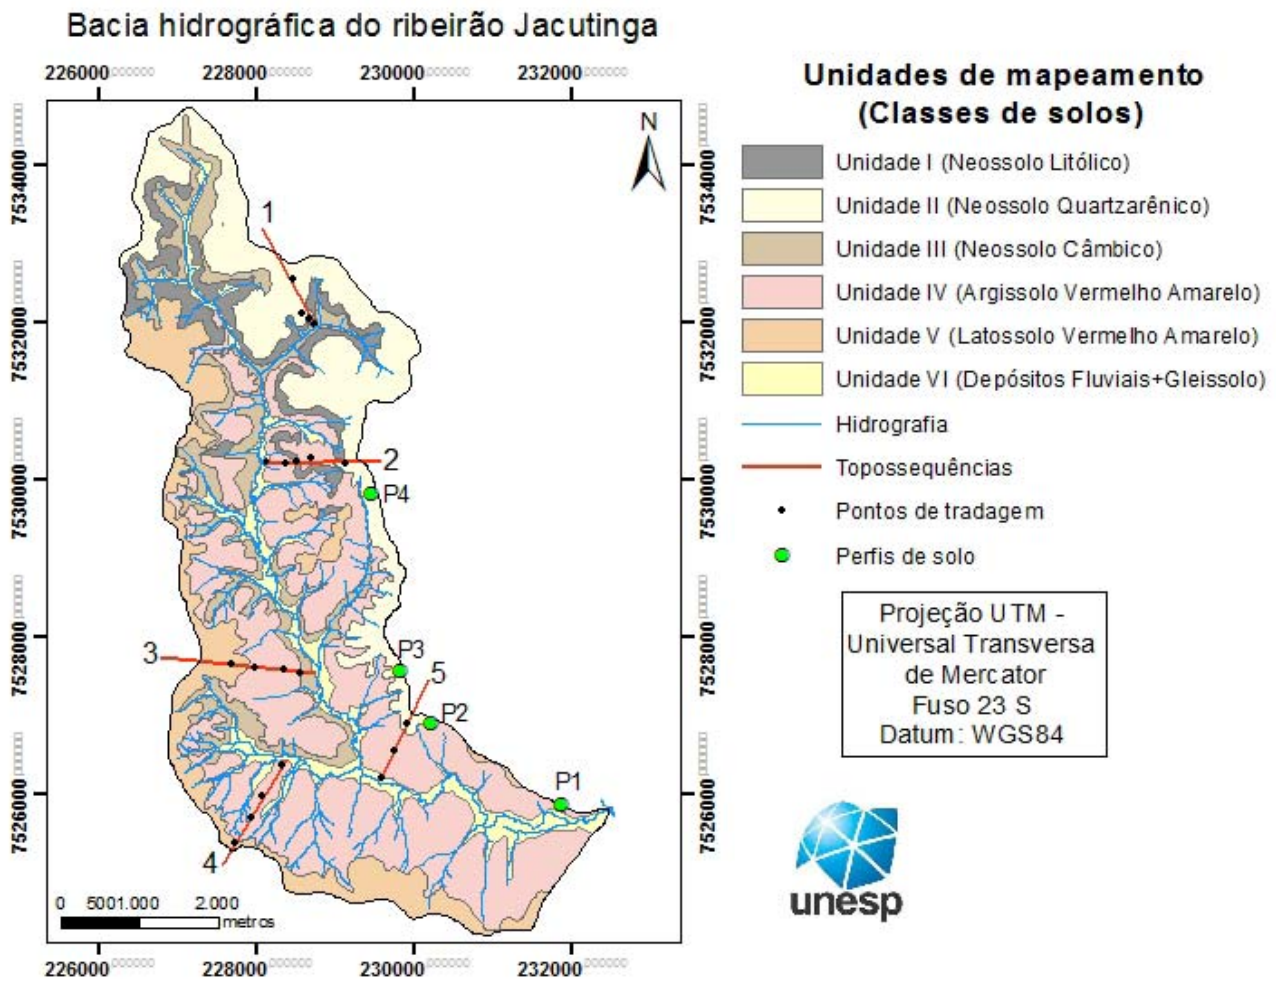 Bacia hidrográfica do ribeirão Jacutinga
226000 228000 230000 232000
7534000
7532000
7530000
7528000
7526000
7534000
7532000
7530000
7528000
7526000
N
1
2
P4
3
P3
5
P2
P1
4
0 5001.000 2.000
metros
226000 228000 230000 232000
Unidades de mapeamento
(Classes de solos)
Unidade I (Neossolo Litólico)
Unidade II (Neossolo Quartzarênico)
Unidade III (Neossolo Câmbico)
Unidade IV (Argissolo Vermelho Amarelo)
Unidade V (Latossolo Vermelho Amarelo)
Unidade VI (Depósitos Fluviais+Gleissolo)
Hidrografia
Topossequências
Pontos de tradagem
Perfis de solo
Projeção UTM -
Universal Transversa
de Mercator
Fuso 23 S
Datum: WGS84
unesp